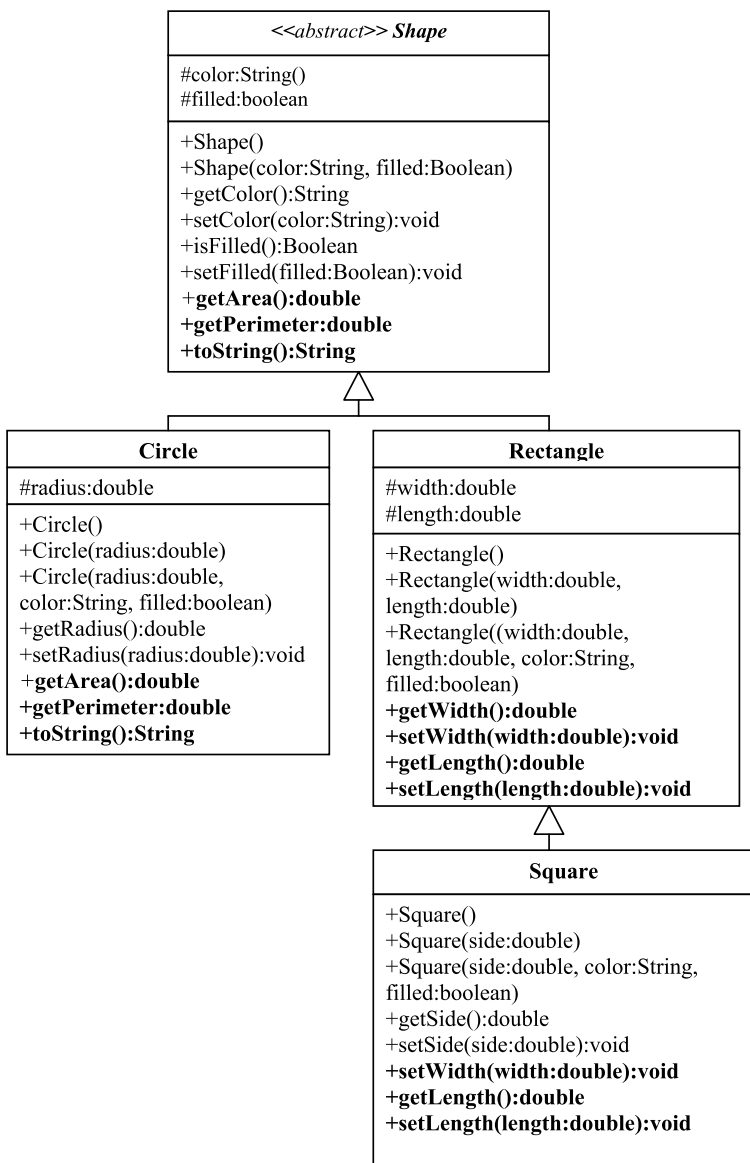 <<abstract>> Shape
#color:String()
#filled:boolean
+Shape()
+Shape(color:String, filled:Boolean)
+getColor():String
+setColor(color:String):void
+isFilled():Boolean
+setFilled(filled:Boolean):void
+getArea():double
+getPerimeter:double
+toString():String
Circle
#radius:double
+Circle()
+Circle(radius:double)
+Circle(radius:double,
color:String, filled:boolean)
+getRadius():double
+setRadius(radius:double):void
+getArea():double
+getPerimeter:double
+toString():String
Rectangle
#width:double
#length:double
+Rectangle()
+Rectangle(width:double,
length:double)
+Rectangle((width:double,
length:double, color:String,
filled:boolean)
+getWidth():double
+setWidth(width:double):void
+getLength():double
+setLength(length:double):void
Square
+Square()
+Square(side:double)
+Square(side:double, color:String,
filled:boolean)
+getSide():double
+setSide(side:double):void
+setWidth(width:double):void
+getLength():double
+setLength(length:double):void